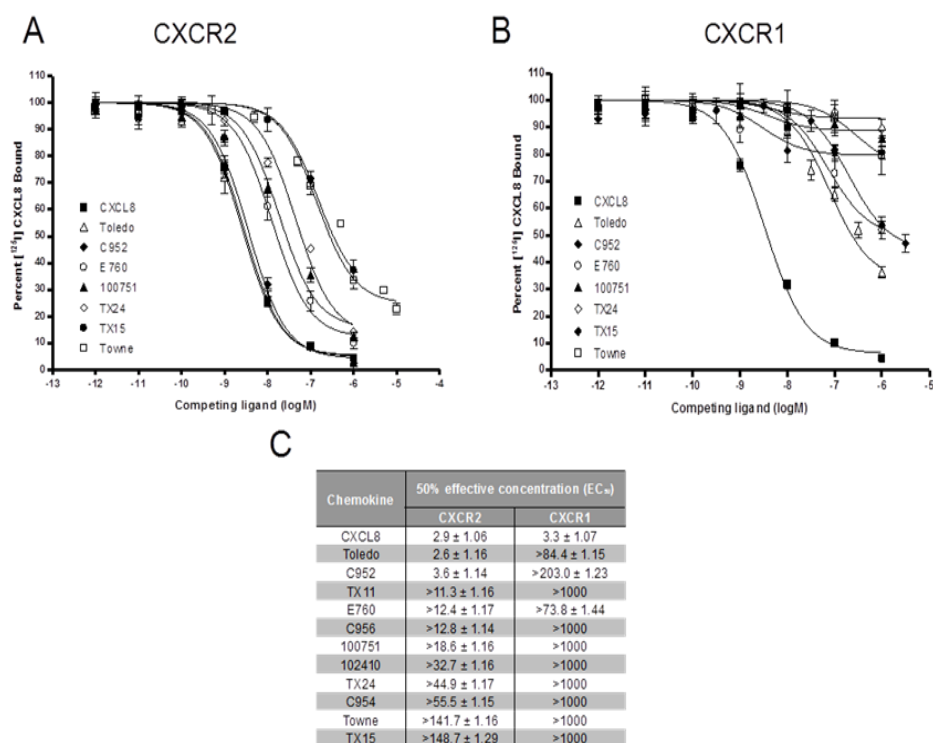 A
CXCR2
Percent [¹²⁵I] CXCL8 Bound
110
100
90
80
70
60
50
40
30
20
10
0
CXCL8
Toledo
C952
E760
100751
TX24
TX15
Towne
-13 -12 -11 -10 -9 -8 -7 -6 -5 -4
Competing ligand (logM)
B
CXCR1
Percent [¹²⁵I] CXCL8 Bound
110
100
90
80
70
60
50
40
30
20
10
0
CXCL8
Toledo
C952
E760
100751
TX24
TX15
Towne
-13 -12 -11 -10 -9 -8 -7 -6 -5
Competing ligand (logM)
C
Chemokine 50% effective concentration (EC₅₀)
CXCR2 CXCR1
CXCL8 2.9 ± 1.06 3.3 ± 1.07
Toledo 2.6 ± 1.16 >84.4 ± 1.15
C952 3.6 ± 1.14 >203.0 ± 1.23
TX11 >11.3 ± 1.16 >1000
E760 >12.4 ± 1.17 >73.8 ± 1.44
C956 >12.8 ± 1.14 >1000
100751 >18.6 ± 1.16 >1000
102410 >32.7 ± 1.16 >1000
TX24 >44.9 ± 1.17 >1000
C954 >55.5 ± 1.15 >1000
Towne >141.7 ± 1.16 >1000
TX15 >148.7 ± 1.29 >1000